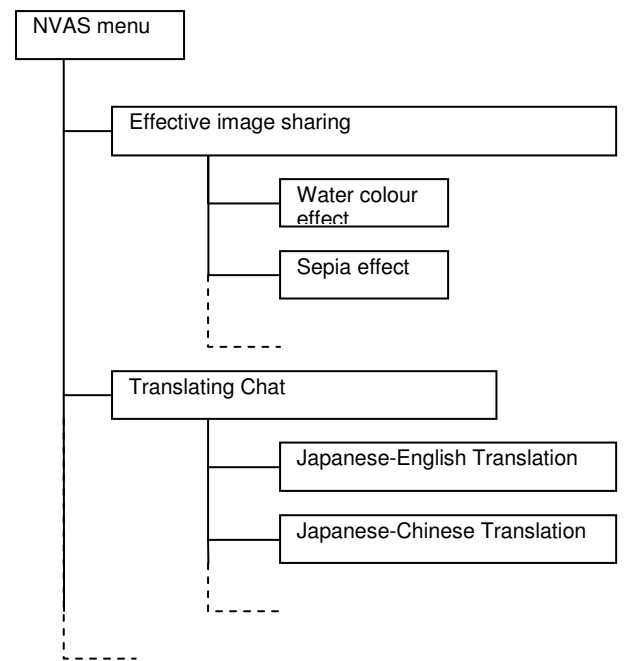 NVAS menu
Effective image sharing
Water colour
effect
Sepia effect
Translating Chat
Japanese-English Translation
Japanese-Chinese Translation